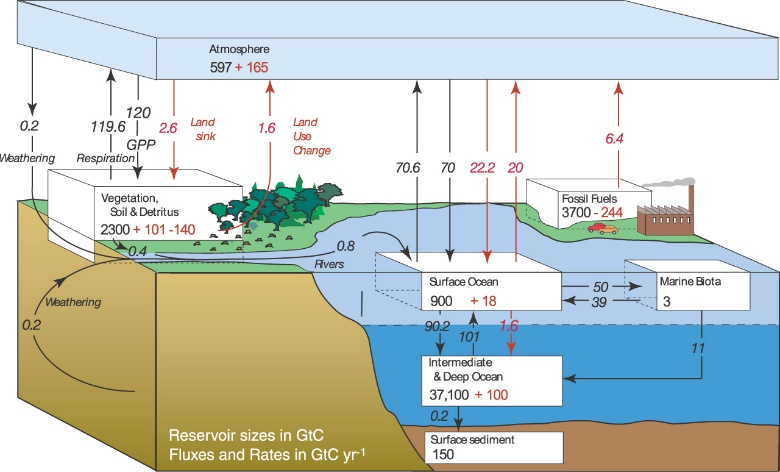 Atmosphere
597 + 165
0.2
Weathering
119.6
Respiration
120
GPP
2.6
Land
sink
1.6
Land
Use
Change
70.6
70
22.2
20
6.4
Vegetation,
Soil & Detritus
2300 + 101 -140
Fossil Fuels
3700 - 244
0.4
0.8
Rivers
Weathering
0.2
Surface Ocean
900 + 18
50
39
Marine Biota
3
90.2
101
1.6
11
Intermediate
& Deep Ocean
37,100 + 100
0.2
Surface sediment
150
Reservoir sizes in GtC
Fluxes and Rates in GtC yr-1